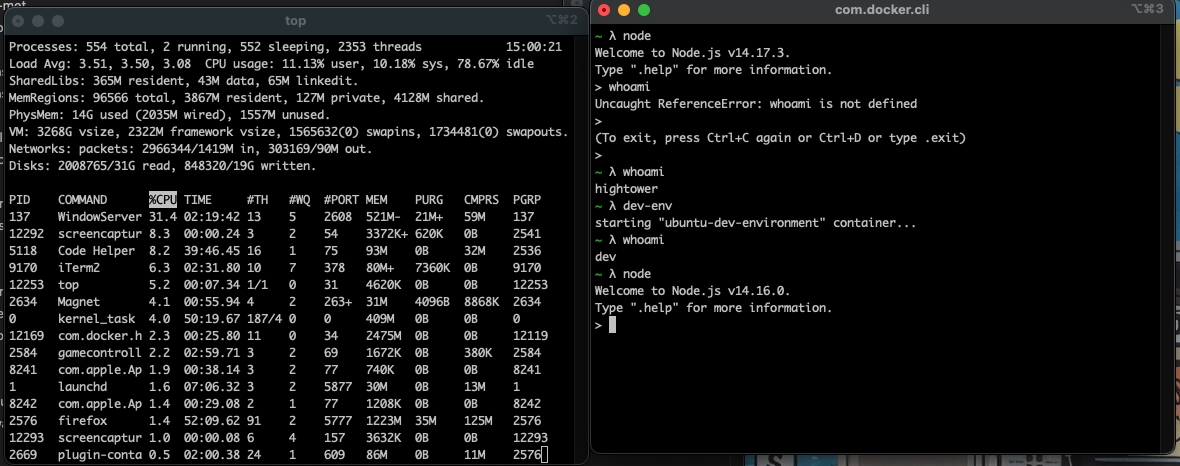 top
⌥⌘2
Processes: 554 total, 2 running, 552 sleeping, 2353 threads 15:00:21
Load Avg: 3.51, 3.50, 3.08 CPU usage: 11.13% user, 10.18% sys, 78.67% idle
SharedLibs: 365M resident, 43M data, 65M linkedit.
MemRegions: 96566 total, 3867M resident, 127M private, 4128M shared.
PhysMem: 14G used (2035M wired), 1557M unused.
VM: 3268G vsize, 2322M framework vsize, 1565632(0) swapins, 1734481(0) swapouts.
Networks: packets: 2966344/1419M in, 303169/90M out.
Disks: 2008765/31G read, 848320/19G written.
PID COMMAND %CPU TIME #TH #WQ #PORT MEM PURG CMPRS PGRP
137 WindowServer 31.4 02:19:42 13 5 2608 521M- 21M+ 59M 137
12292 screencaptur 8.3 00:00.24 3 2 54 3372K+ 620K 0B 2541
5118 Code Helper 8.2 39:46.45 16 1 75 93M 0B 32M 2536
9170 iTerm2 6.3 02:31.80 10 7 378 80M+ 7360K 0B 9170
12253 top 5.2 00:07.34 1/1 0 31 4620K 0B 0B 12253
2634 Magnet 4.1 00:55.94 4 2 263+ 31M 4096B 8868K 2634
0 kernel_task 4.0 50:19.67 187/4 0 0 409M 0B 0B 0
12169 com.docker.h 2.3 00:25.80 11 0 34 2475M 0B 0B 12119
2584 gamecontroll 2.2 02:59.71 3 2 69 1672K 0B 380K 2584
8241 com.apple.Ap 1.9 00:38.14 3 2 77 740K 0B 0B 8241
1 launchd 1.6 07:06.32 3 2 5877 30M 0B 13M 1
8242 com.apple.Ap 1.4 00:29.08 2 1 77 1208K 0B 0B 8242
2576 firefox 1.4 52:09.62 91 2 5777 1223M 35M 125M 2576
12293 screencaptur 1.0 00:00.08 6 4 157 3632K 0B 0B 12293
2669 plugin-conta 0.5 02:00.38 24 1 609 86M 0B 11M 2576
com.docker.cli
⌥⌘3
~ λ node
Welcome to Node.js v14.17.3.
Type ".help" for more information.
> whoami
Uncaught ReferenceError: whoami is not defined
>
(To exit, press Ctrl+C again or Ctrl+D or type .exit)
>
~ λ whoami
hightower
~ λ dev-env
starting "ubuntu-dev-environment" container...
~ λ whoami
dev
~ λ node
Welcome to Node.js v14.16.0.
Type ".help" for more information.
>